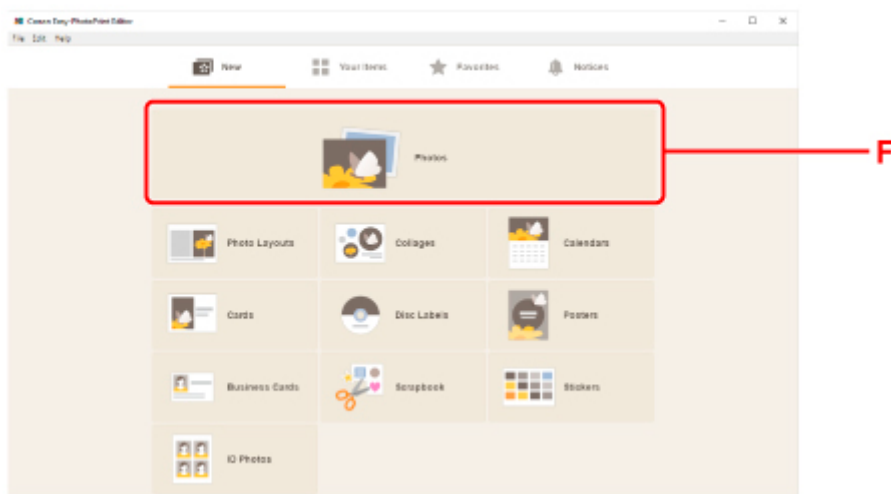 Canon Easy-PhotoPrint Editor
File Edit Help
New Your Items Favorites Notices
Photos
F
Photo Layouts Collages Calendars
Cards Disc Labels Posters
Business Cards Scrapbook Stickers
ID Photos